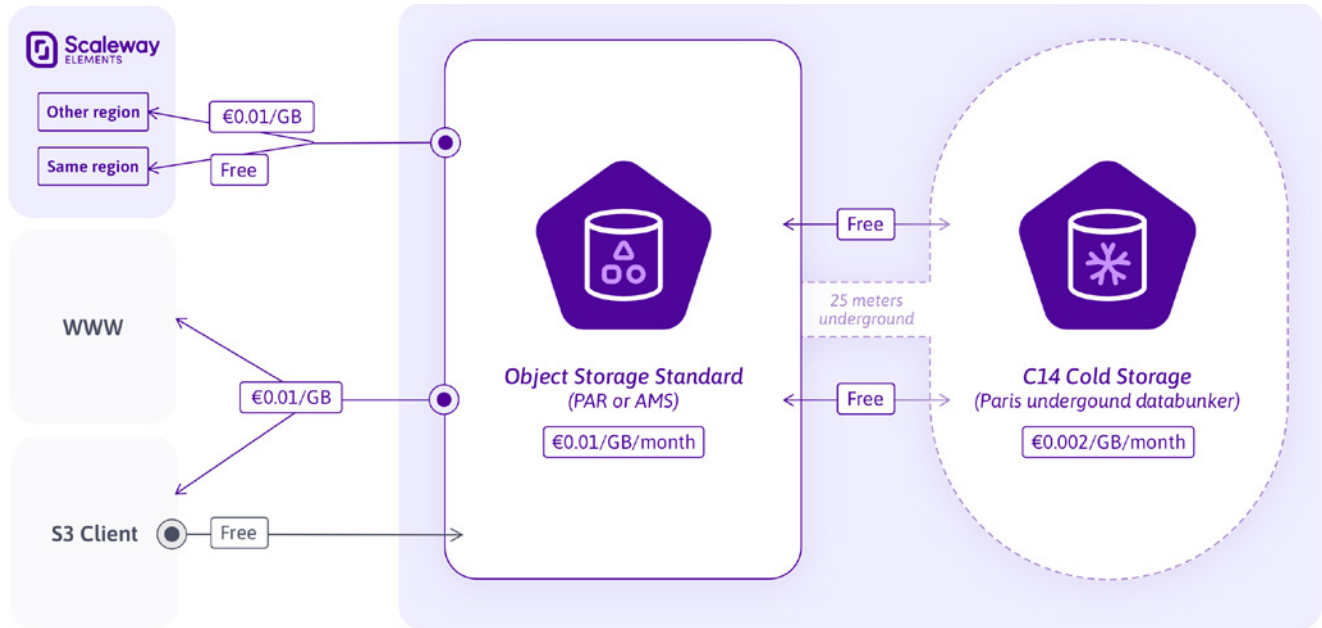 Scaleway
ELEMENTS
Other region
€0.01/GB
Same region
Free
WWW
€0.01/GB
S3 Client
Free
Object Storage Standard
(PAR or AMS)
€0.01/GB/month
Free
25 meters
underground
Free
C14 Cold Storage
(Paris undergound databunker)
€0.002/GB/month